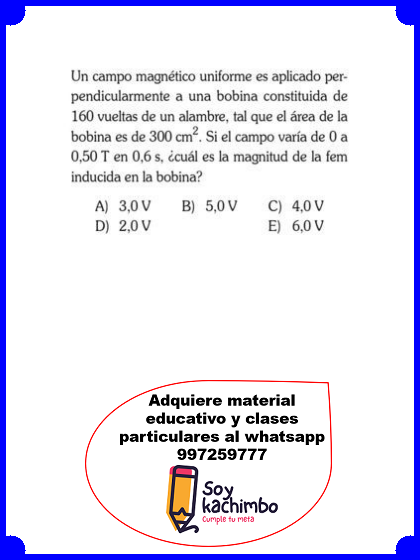 Un campo magnético uniforme es aplicado per-
pendicularmente a una bobina constituida de
160 vueltas de un alambre, tal que el área de la
bobina es de 300 cm². Si el campo varía de 0 a
0,50 T en 0,6 s, ¿cuál es la magnitud de la fem
inducida en la bobina?
A) 3,0 V B) 5,0 V C) 4,0 V
D) 2,0 V E) 6,0 V
Adquiere material
educativo y clases
particulares al whatsapp
997259777
Soy
kachimbo
Cumple tu meta